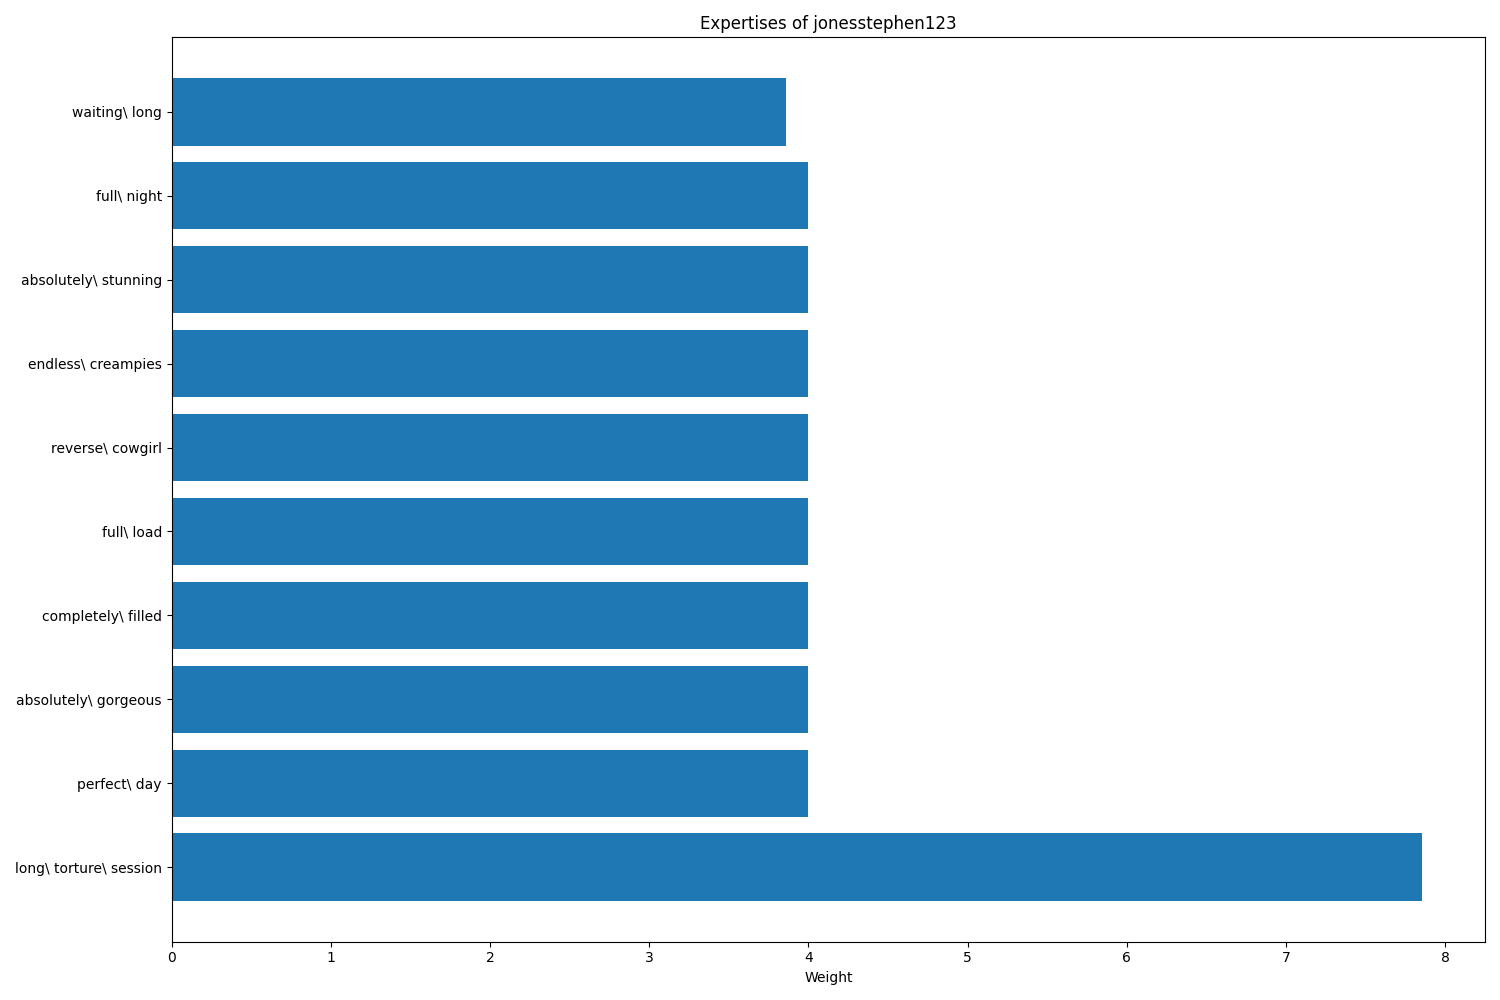 Expertises of jonesstephen123
waiting\ long
full\ night
absolutely\ stunning
endless\ creampies
reverse\ cowgirl
full\ load
completely\ filled
absolutely\ gorgeous
perfect\ day
long\ torture\ session
0 1 2 3 4 5 6 7 8
Weight